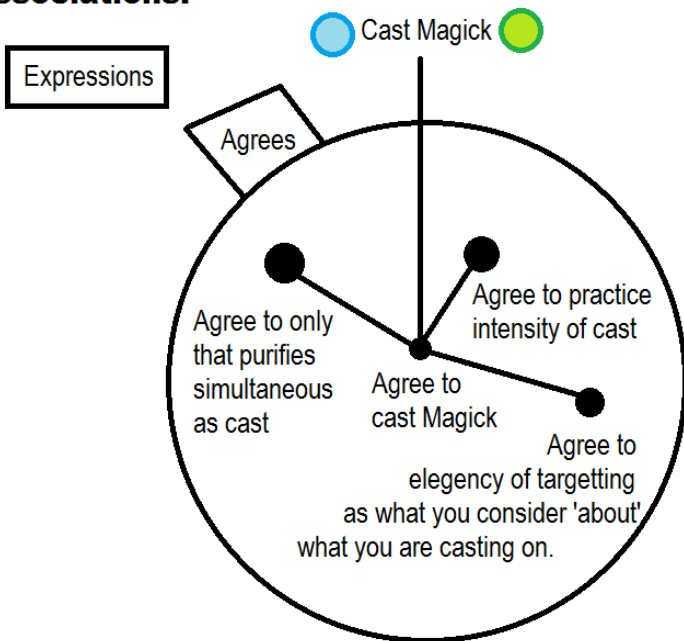 Cast Magick
Expressions
Agrees
Agree to practice
intensity of cast
Agree to only
that purifies
simultaneous
as cast
Agree to
cast Magick
Agree to
elegency of targetting
as what you consider 'about'
what you are casting on.